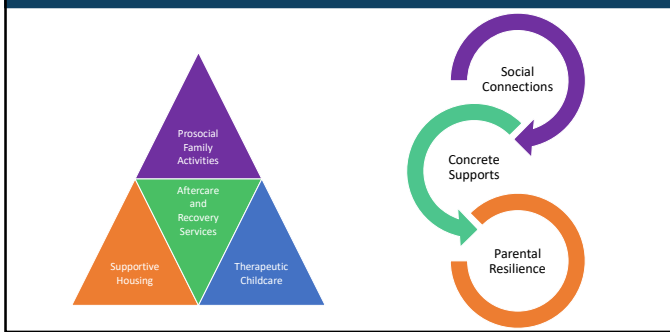 Prosocial
Family
Activities
Aftercare
and
Recovery
Services
Supportive
Housing
Therapeutic
Childcare
Social
Connections
Concrete
Supports
Parental
Resilience